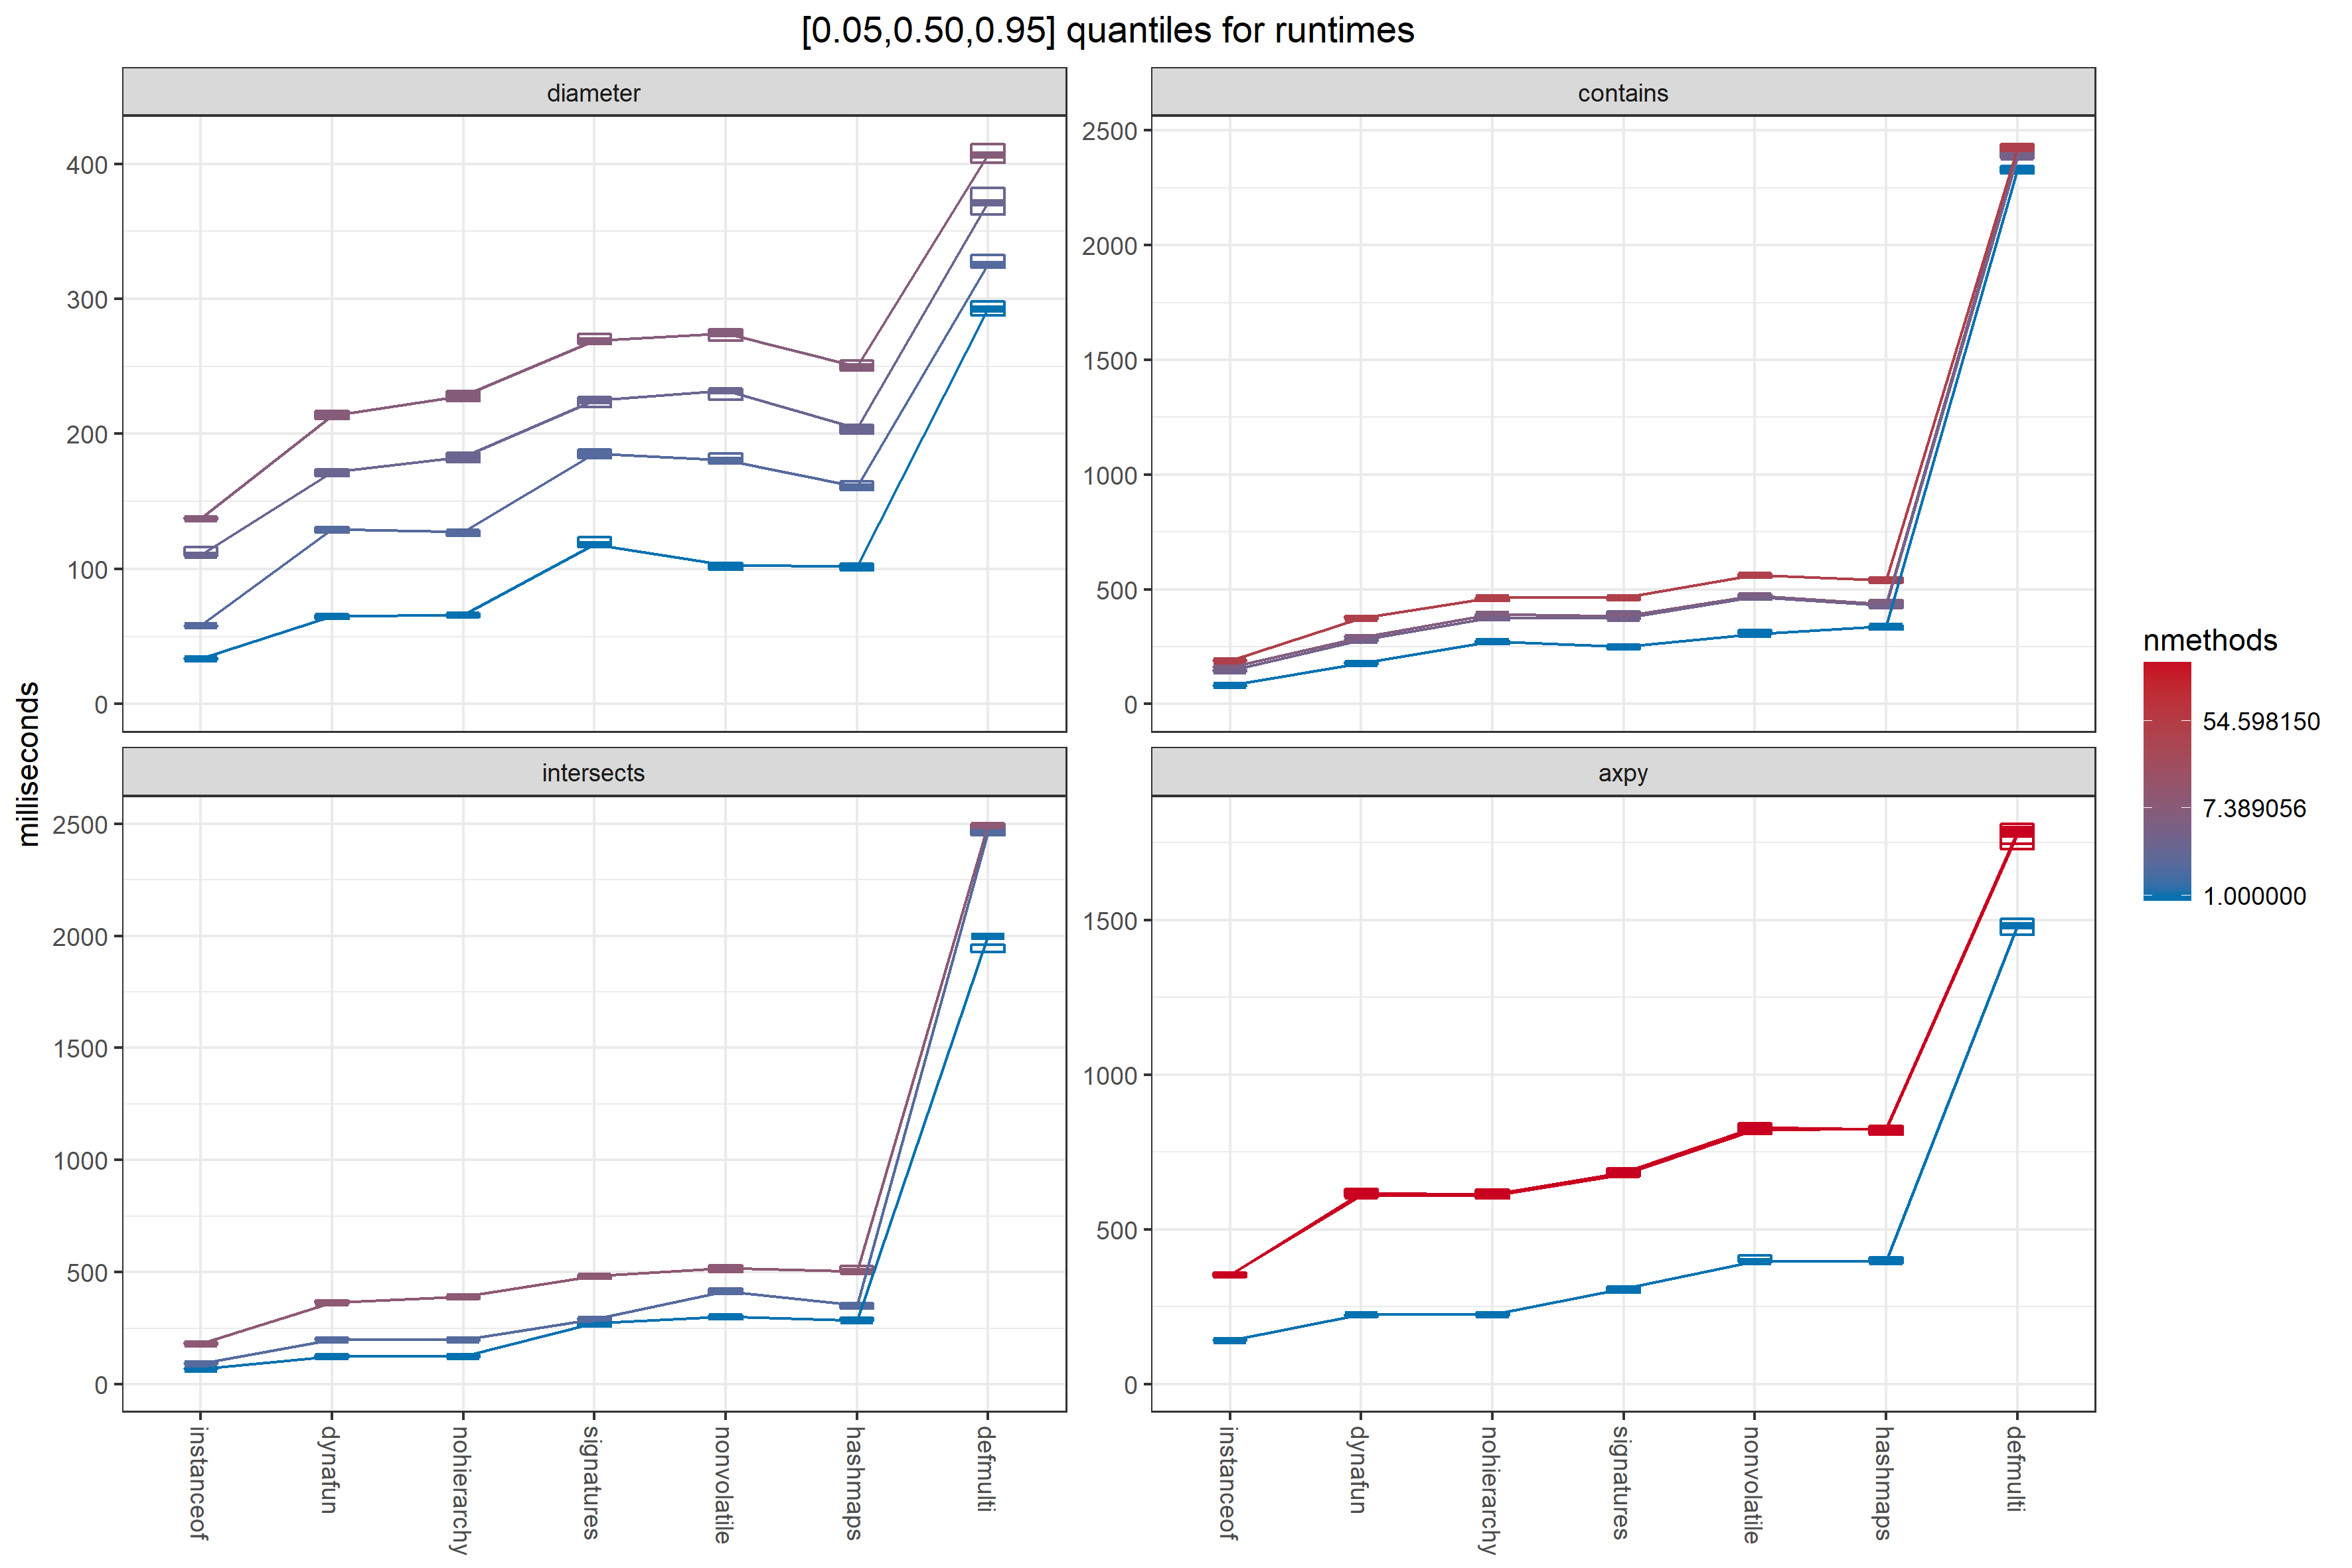 [0.05,0.50,0.95] quantiles for runtimes
milliseconds
diameter
400
300
200
100
0
contains
2500
2000
1500
1000
500
0
intersects
2500
2000
1500
1000
500
0
instanceof
dynafun
nohierarchy
signatures
nonvolatile
hashmaps
defmulti
axpy
1500
1000
500
0
instanceof
dynafun
nohierarchy
signatures
nonvolatile
hashmaps
defmulti
nmethods
54.598150
7.389056
1.000000